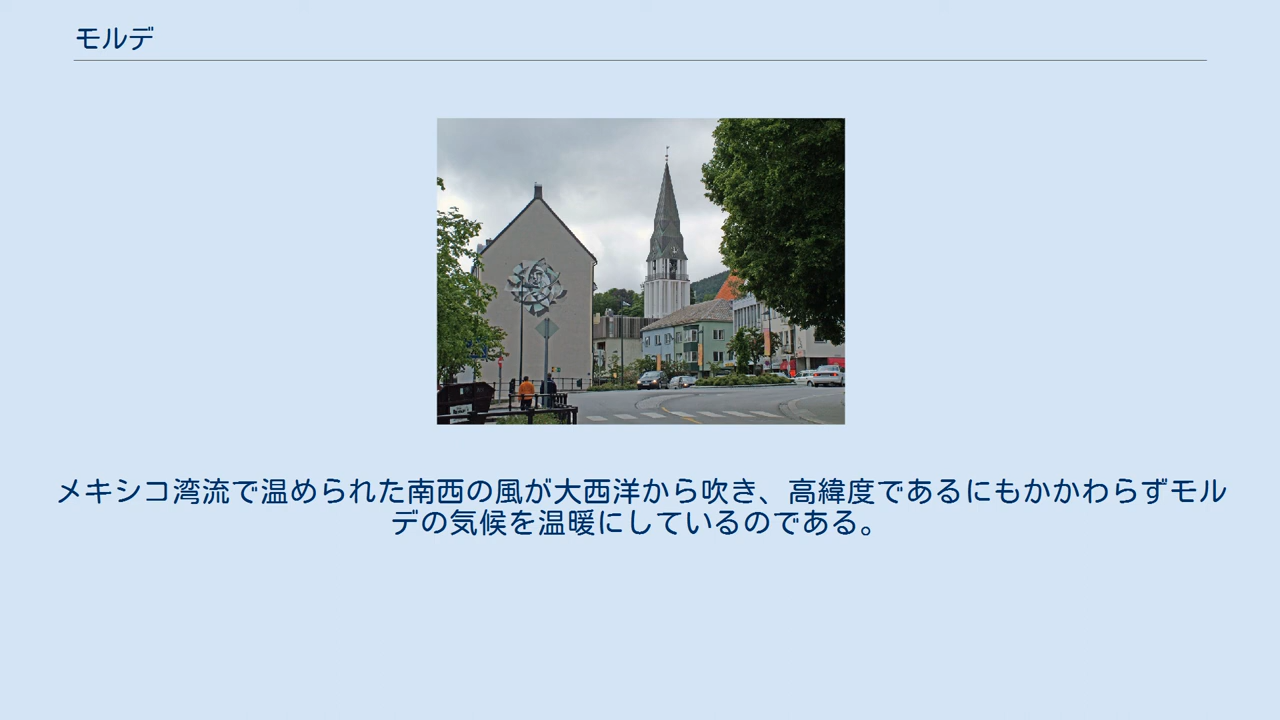 モルデ
メキシコ湾流で温められた南西の風が大西洋から吹き、高緯度であるにもかかわらずモル
デの気候を温暖にしているのである。